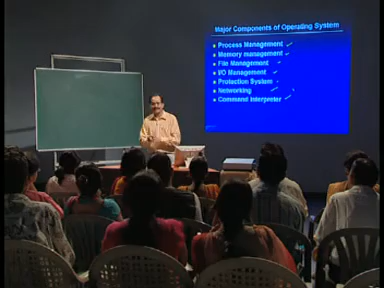 Major Components of Operating System
Process Management
Memory management
File Management
I/O Management
Protection System
Networking
Command Interpreter